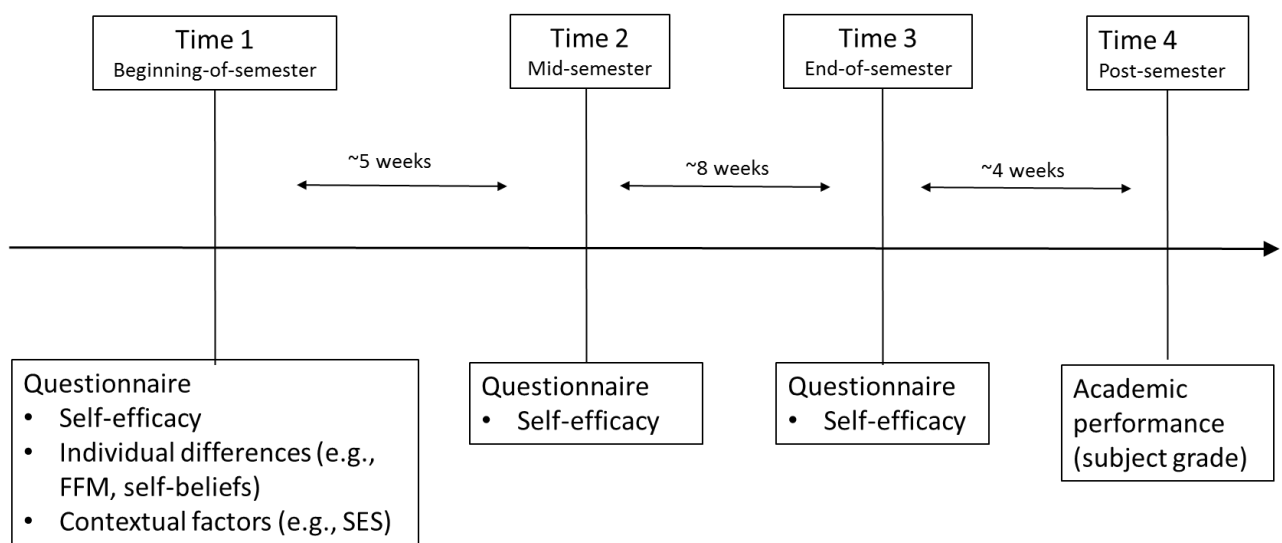 Time 1
Beginning-of-semester
Time 2
Mid-semester
Time 3
End-of-semester
Time 4
Post-semester
~5 weeks
~8 weeks
~4 weeks
Questionnaire
• Self-efficacy
• Individual differences (e.g.,
FFM, self-beliefs)
• Contextual factors (e.g., SES)
Questionnaire
• Self-efficacy
Questionnaire
• Self-efficacy
Academic
performance
(subject grade)